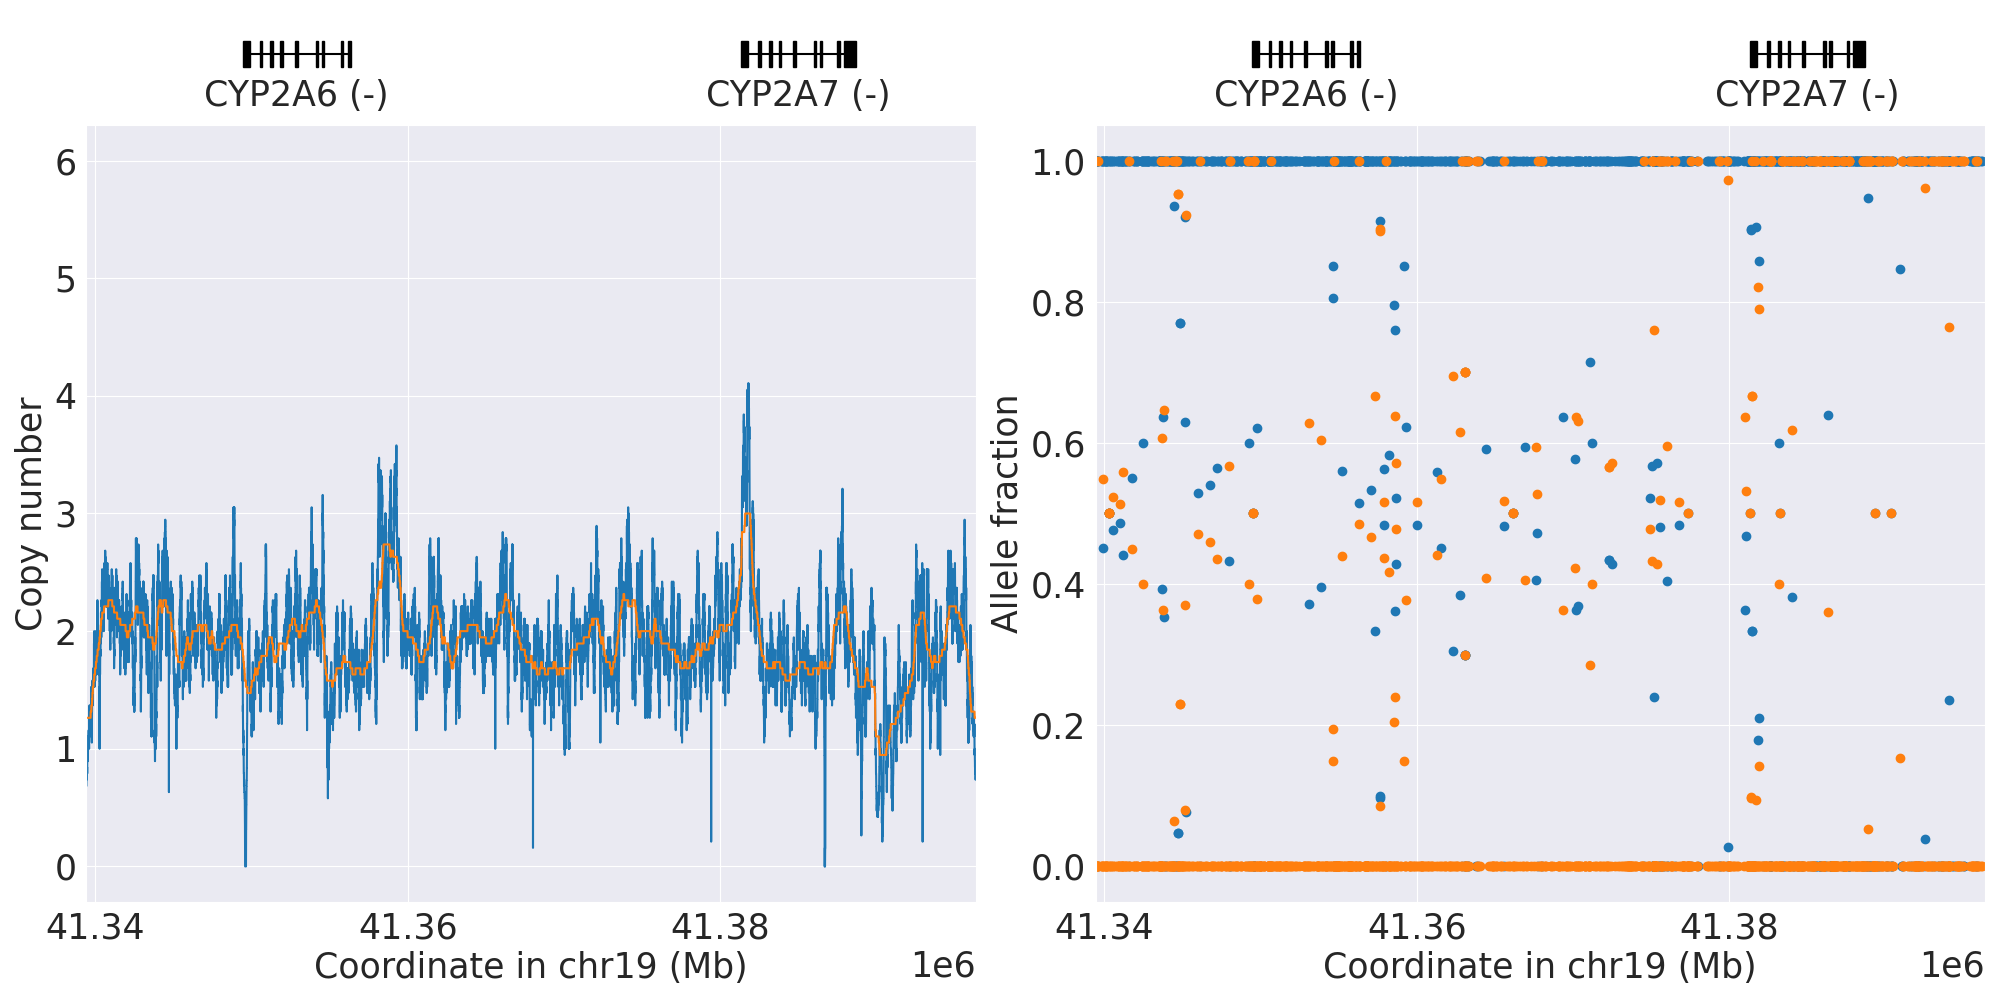 CYP2A6 (-) CYP2A7 (-)
6
5
4
3
2
1
0
Copy number
41.34 41.36 41.38
Coordinate in chr19 (Mb) 1e6
CYP2A6 (-) CYP2A7 (-)
1.0
0.8
0.6
0.4
0.2
0.0
Allele fraction
41.34 41.36 41.38
Coordinate in chr19 (Mb) 1e6